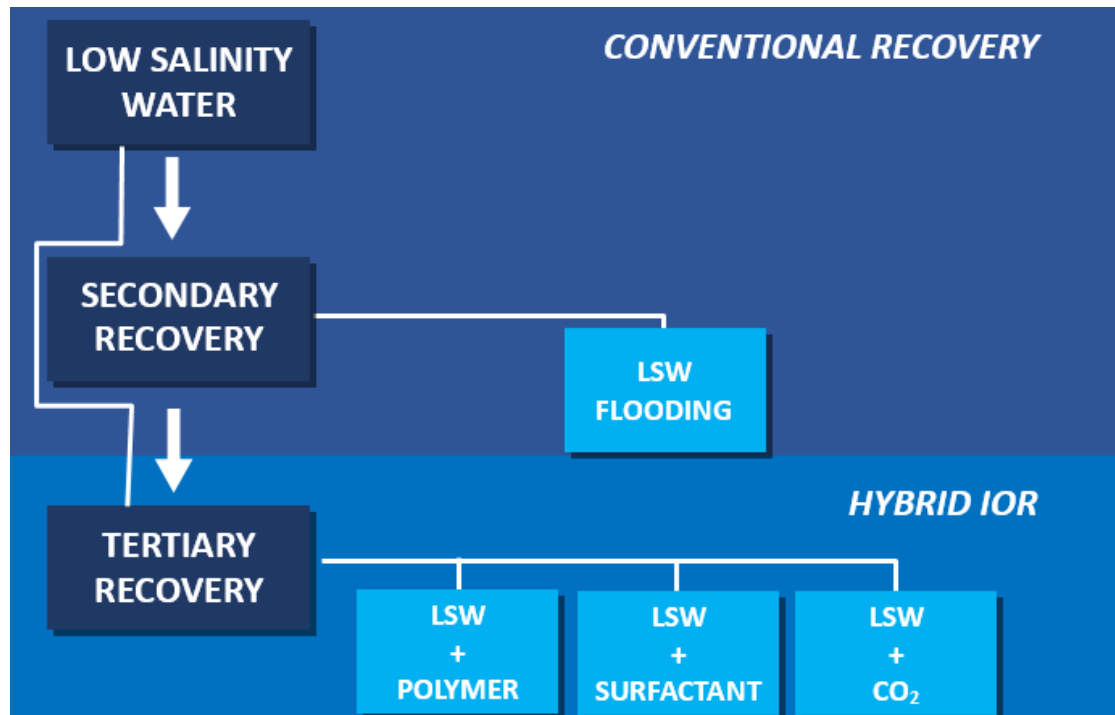 CONVENTIONAL RECOVERY
LOW SALINITY
WATER
SECONDARY
RECOVERY
LSW
FLOODING
HYBRID IOR
TERTIARY
RECOVERY
LSW
+
POLYMER
LSW
+
SURFACTANT
LSW
+
CO₂